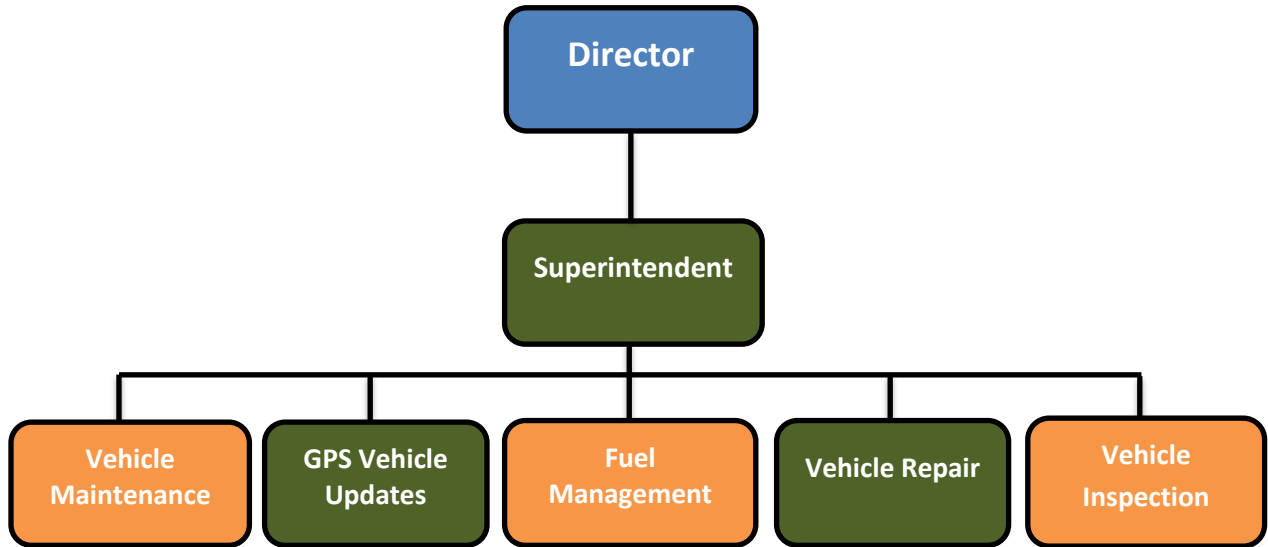 Director
Superintendent
Vehicle
Maintenance
GPS Vehicle
Updates
Fuel
Management
Vehicle Repair
Vehicle
Inspection